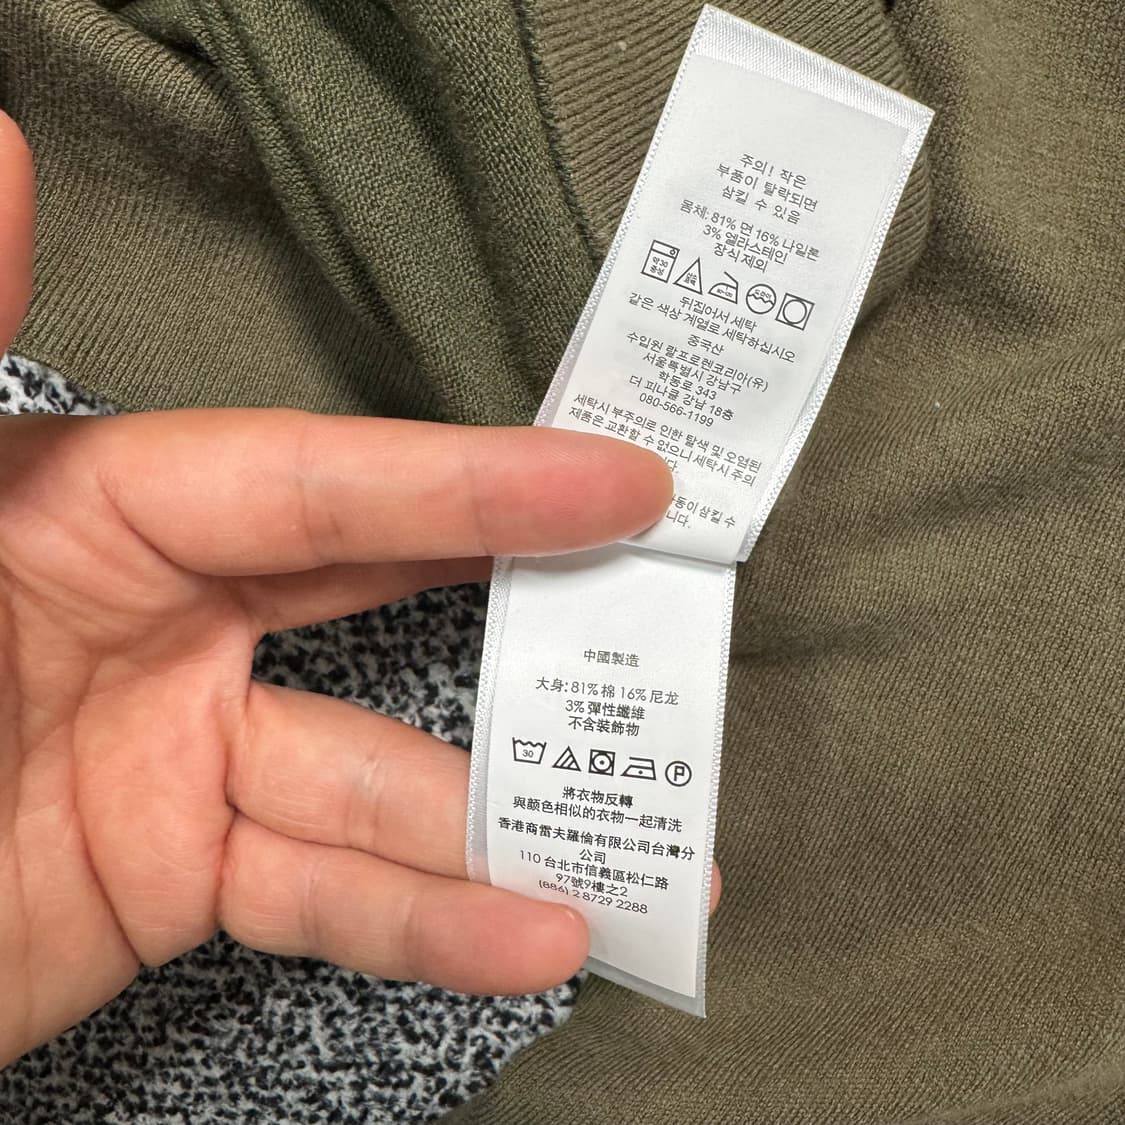 주의! 작은
부품이 탈락되면
삼킬 수 있음
몸체: 81% 면 16% 나일론
3% 엘라스테인
장식 제외
뒤집어서 세탁
같은 색상 계열로 세탁하십시오
중국산
수입원 랄프로렌코리아(유)
서울특별시 강남구
학동로 343
더 피나클 강남 18층
080-566-1199
세탁시 부주의로 인한 탈색 및 오염된
제품은 교환할 수 없으니 세탁시 주의
삼킬 수
니다.
中國製造
大身: 81% 棉 16% 尼龙
3% 彈性纖維
不含裝飾物
30
P
將衣物反轉
與颜色相似的衣物一起清洗
香港商雷夫羅倫有限公司台灣分
公司
110 台北市信義區松仁路
97號9樓之2
(886) 2 8729 2288